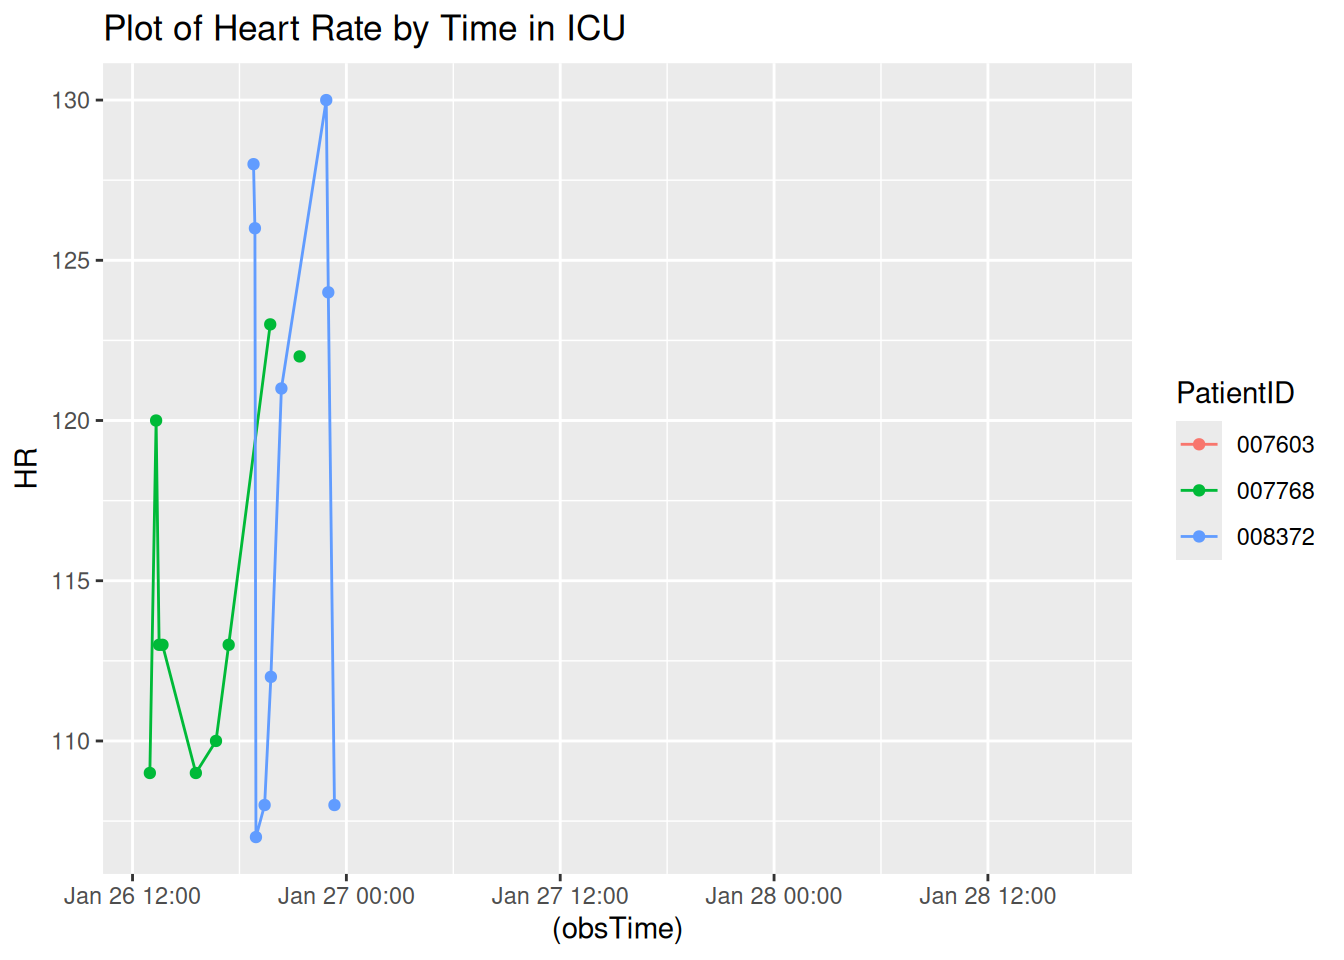 Plot of Heart Rate by Time in ICU
130
125
120
115
110
HR
Jan 26 12:00
Jan 27 00:00
Jan 27 12:00
Jan 28 00:00
Jan 28 12:00
(obsTime)
PatientID
007603
007768
008372